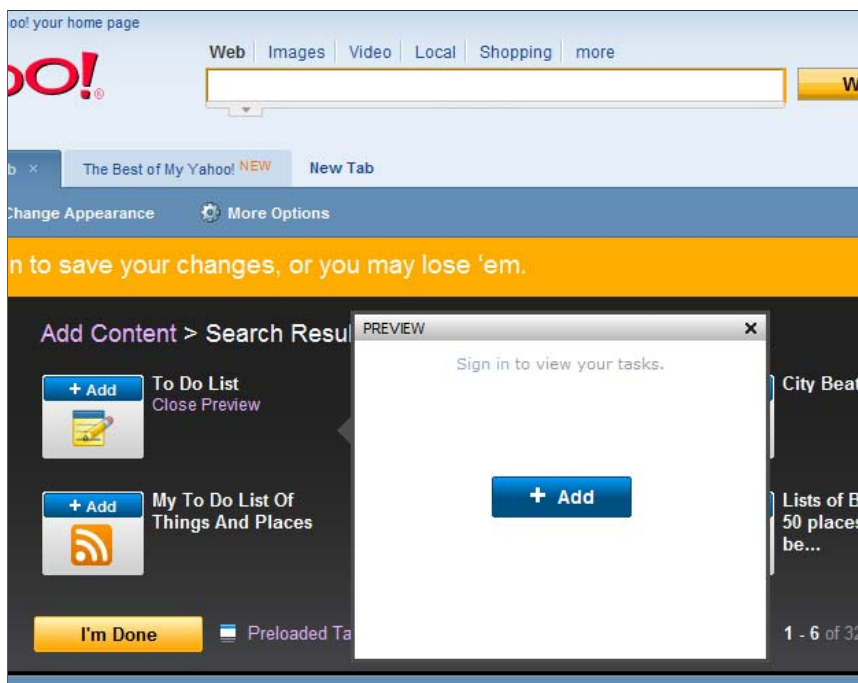 oo! your home page
Web Images Video Local Shopping more
oo!®
W
b × The Best of My Yahoo! NEW New Tab
Change Appearance More Options
n to save your changes, or you may lose ‘em.
Add Content > Search Resul
PREVIEW ×
Sign in to view your tasks.
+ Add
To Do List
Close Preview
City Beat
+ Add
+ Add
My To Do List Of
Things And Places
Lists of B
50 places
be...
I'm Done
Preloaded Ta
1 - 6 of 32